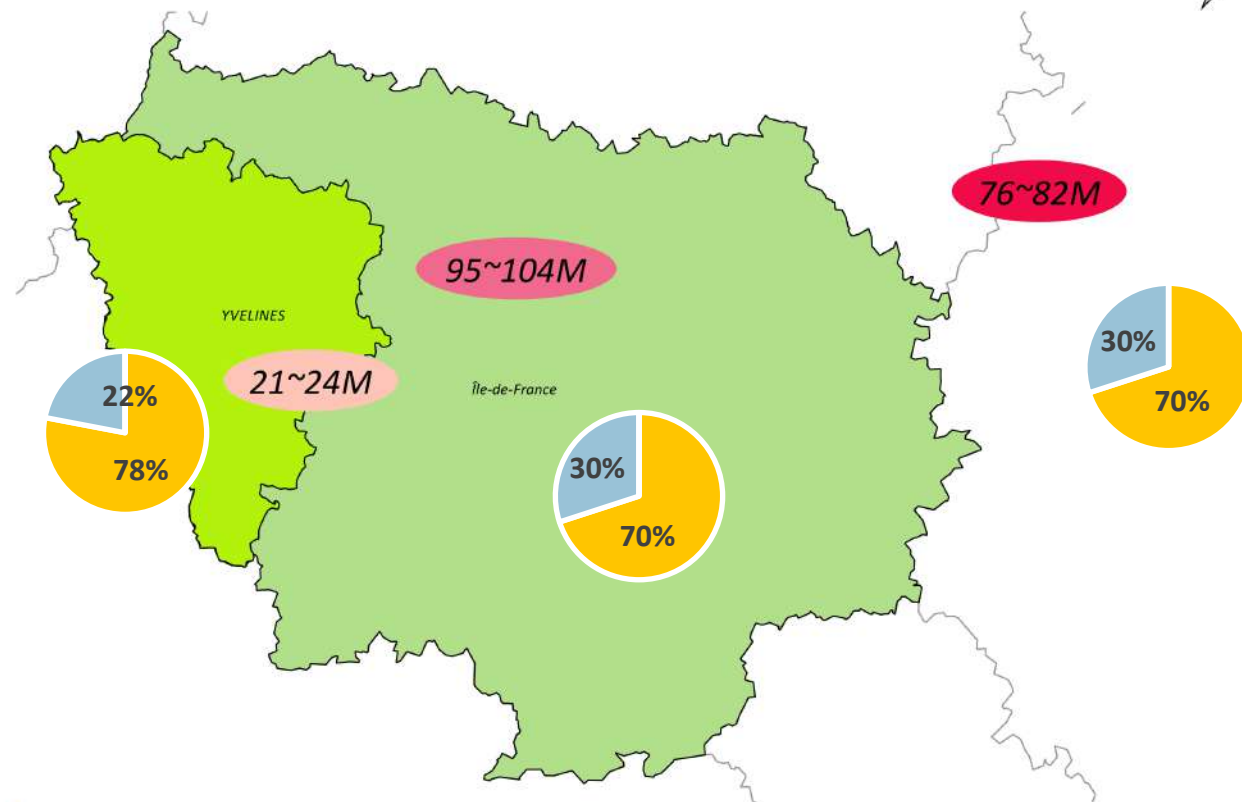 76~82M
95~104M
YVELINES
30%
70%
21~24M
22%
78%
Île-de-France
30%
70%